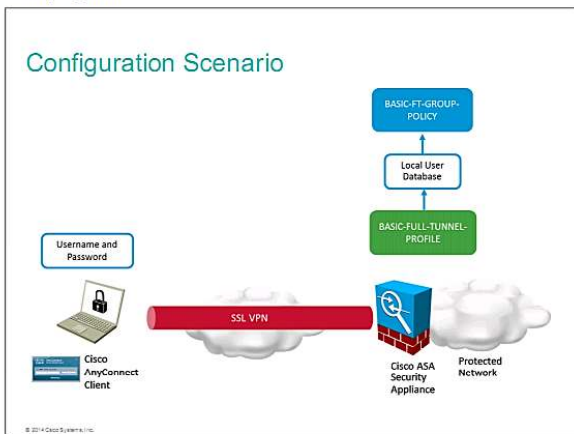 Configuration Scenario
BASIC-FT-GROUP-
POLICY
Local User
Database
BASIC-FULL-TUNNEL-
PROFILE
Username and
Password
SSL VPN
Cisco
AnyConnect
Client
Cisco ASA
Security
Appliance
Protected
Network
© 2014 Cisco Systems, Inc.